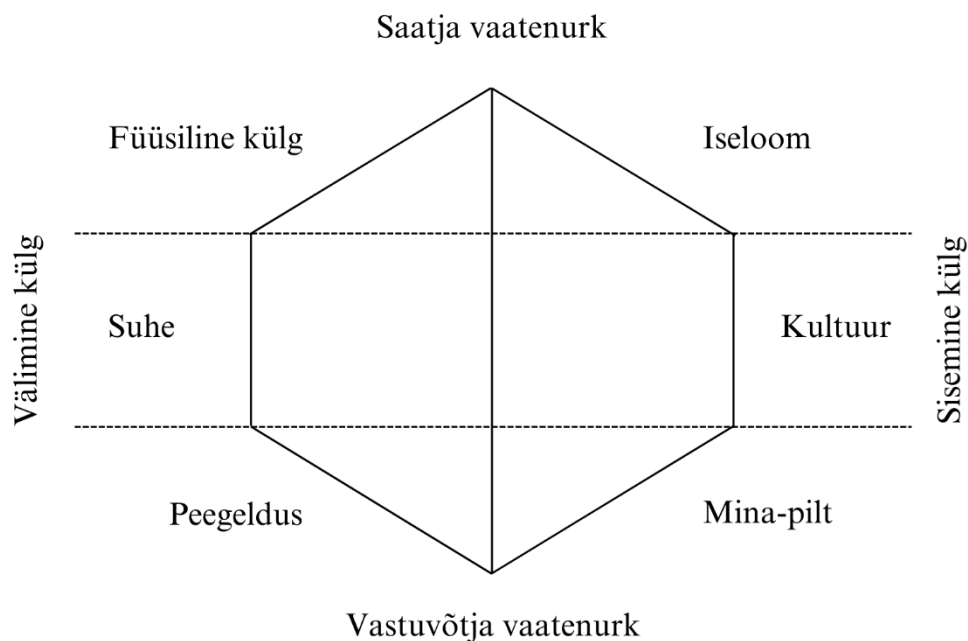 Saatja vaatenurk
Füüsiline külg
Iseloom
Välimine külg
Suhe
Kultuur
Sisemine külg
Peegeldus
Mina-pilt
Vastuvõtja vaatenurk